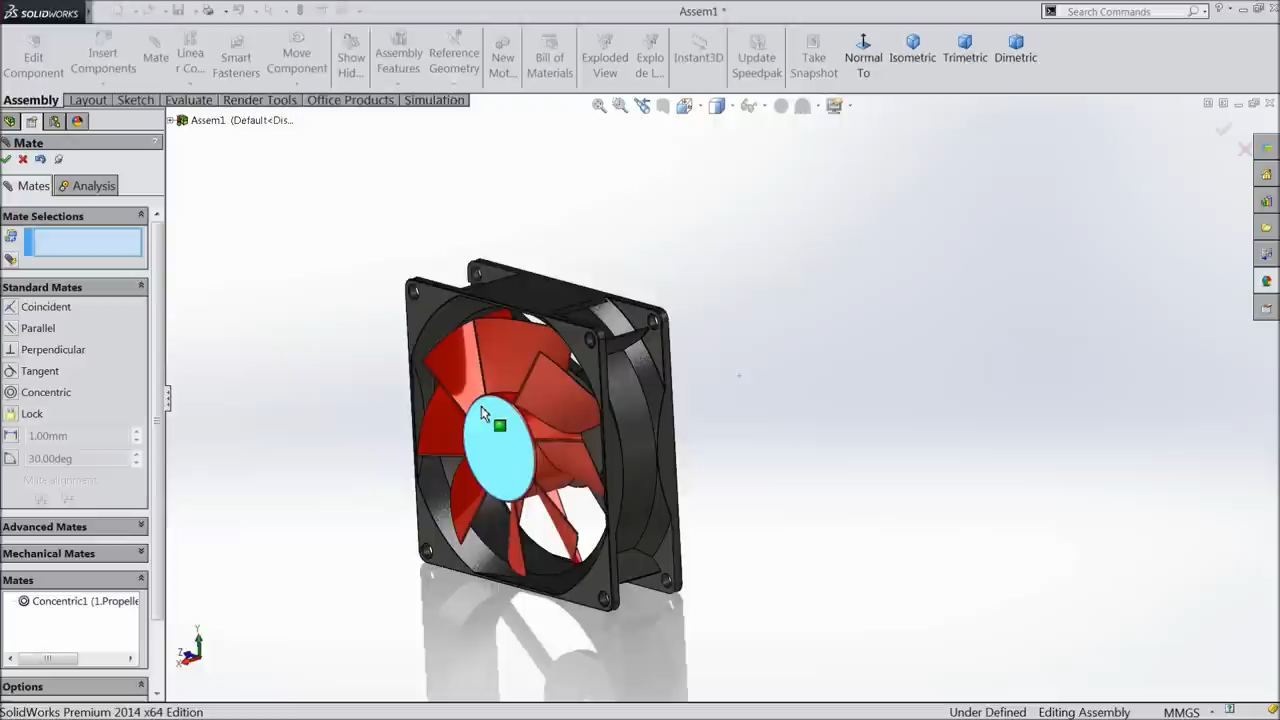 SOLIDWORKS
Assem1 *
Search Commands
Edit Component
Insert Components
Mate
Linea r Co...
Smart Fasteners
Move Component
Show Hid...
Assembly Features
Reference Geometry
New Mot...
Bill of Materials
Exploded View
Explo de L...
Instant3D
Update Speedpak
Take Snapshot
Normal To
Isometric
Trimetric
Dimetric
Assembly
Layout
Sketch
Evaluate
Render Tools
Office Products
Simulation
Assem1 (Default<Dis...
Mate
?
Mates
Analysis
Mate Selections
Standard Mates
Coincident
Parallel
Perpendicular
Tangent
Concentric
Lock
1.00mm
30.00deg
Mate alignment:
Advanced Mates
Mechanical Mates
Mates
Concentric1 (1.Propelle
Options
Y
Z
X
SolidWorks Premium 2014 x64 Edition
Under Defined
Editing Assembly
MMGS